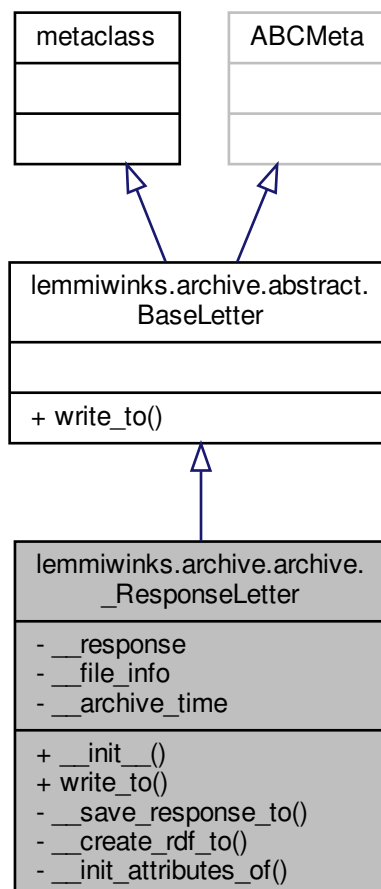 metaclass
ABCMeta
lemmiwinks.archive.abstract.
BaseLetter
+ write_to()
lemmiwinks.archive.archive.
_ResponseLetter
- __response
- __file_info
- __archive_time
+ __init__()
+ write_to()
- __save_response_to()
- __create_rdf_to()
- __init_attributes_of()